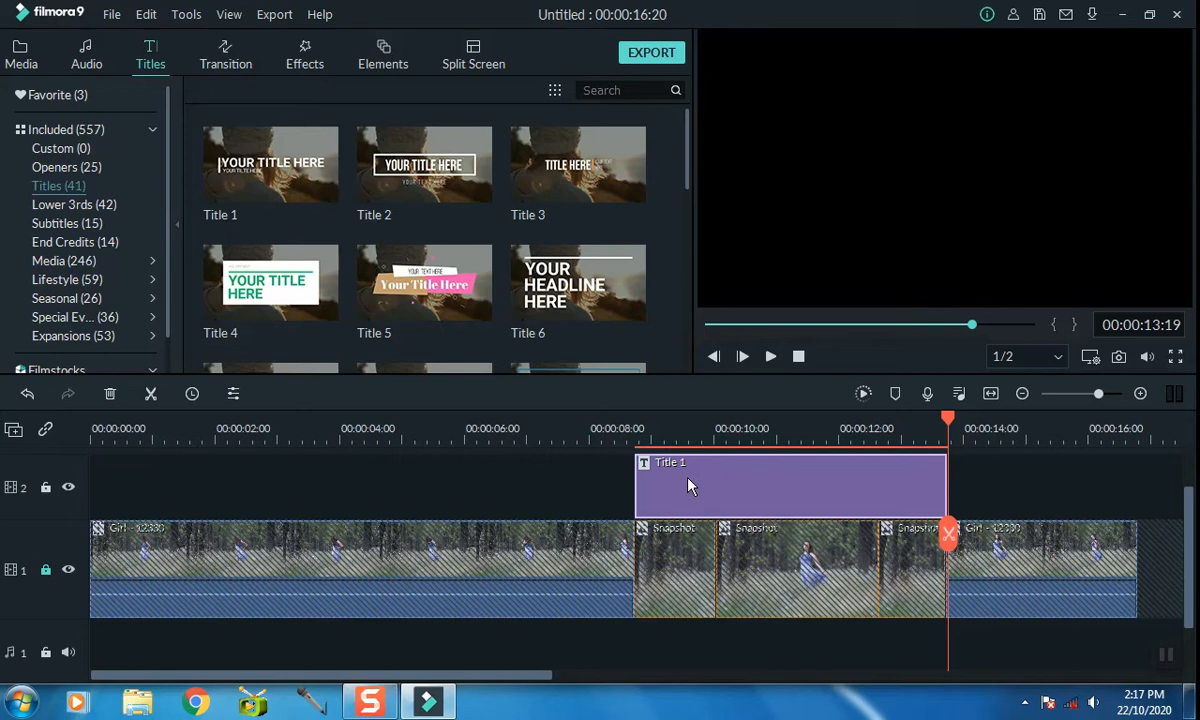 filmora9 File Edit Tools View Export Help Untitled : 00:00:16:20
Media Audio Titles Transition Effects Elements Split Screen EXPORT
Favorite (3)
Included (557)
Custom (0)
Openers (25)
Titles (41)
Lower 3rds (42)
Subtitles (15)
End Credits (14)
Media (246)
Lifestyle (59)
Seasonal (26)
Special Ev... (36)
Expansions (53)
Filmstocks
Search
YOUR TITLE HERE
YOUR TITLE HERE
YOUR TITLE HERE
TITLE HERE
Title 1 Title 2 Title 3
YOUR TITLE
HERE
YOUR TEXT HERE
Your Title Here
YOUR
HEADLINE
HERE
Title 4 Title 5 Title 6
00:00:13:19
1/2
00:00:00:00 00:00:02:00 00:00:04:00 00:00:06:00 00:00:08:00 00:00:10:00 00:00:12:00 00:00:14:00 00:00:16:00
2
T Title 1
1
Girl - 12330 Snapshot Snapshot Snapshot Girl - 12330
1
S
2:17 PM
22/10/2020